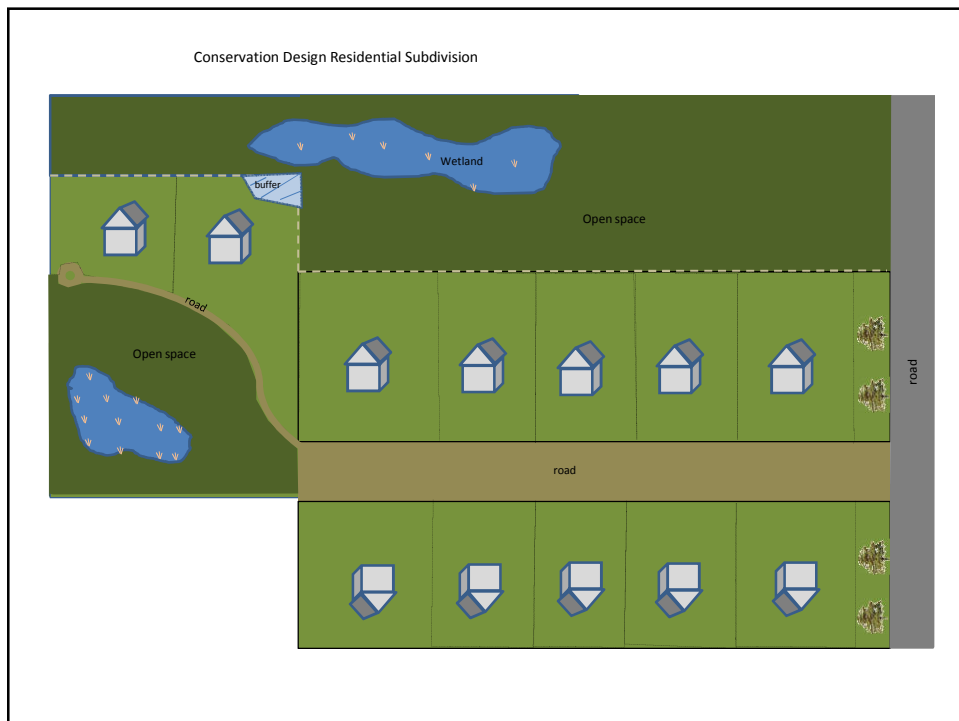 Conservation Design Residential Subdivision
Wetland
buffer
Open space
road
Open space
road
road